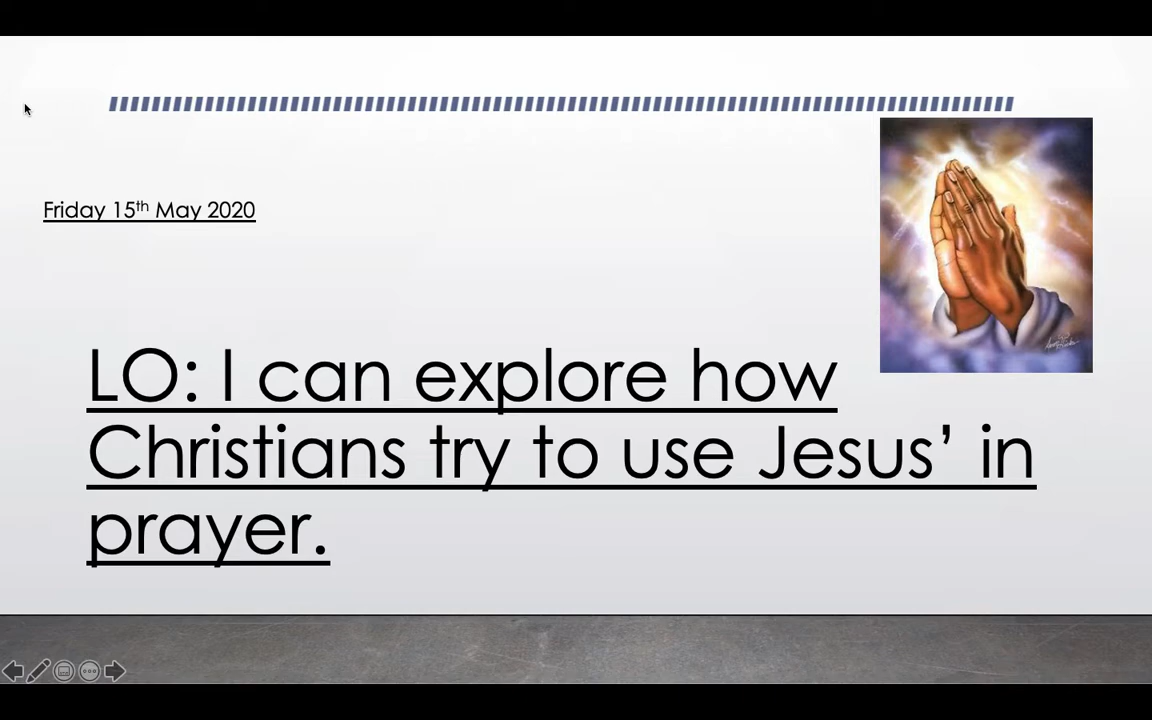 Friday 15th May 2020
LO: I can explore how
Christians try to use Jesus’ in
prayer.